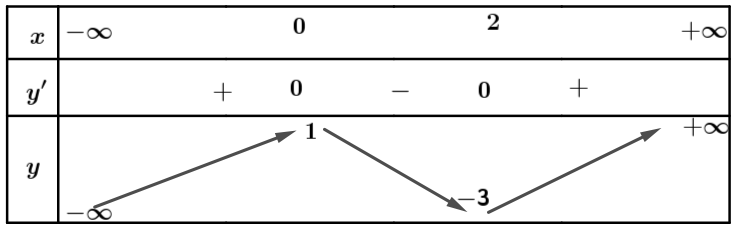 x −∞ 0 2 +∞
y′ + 0 − 0 +
1 +∞
y
−∞ −3